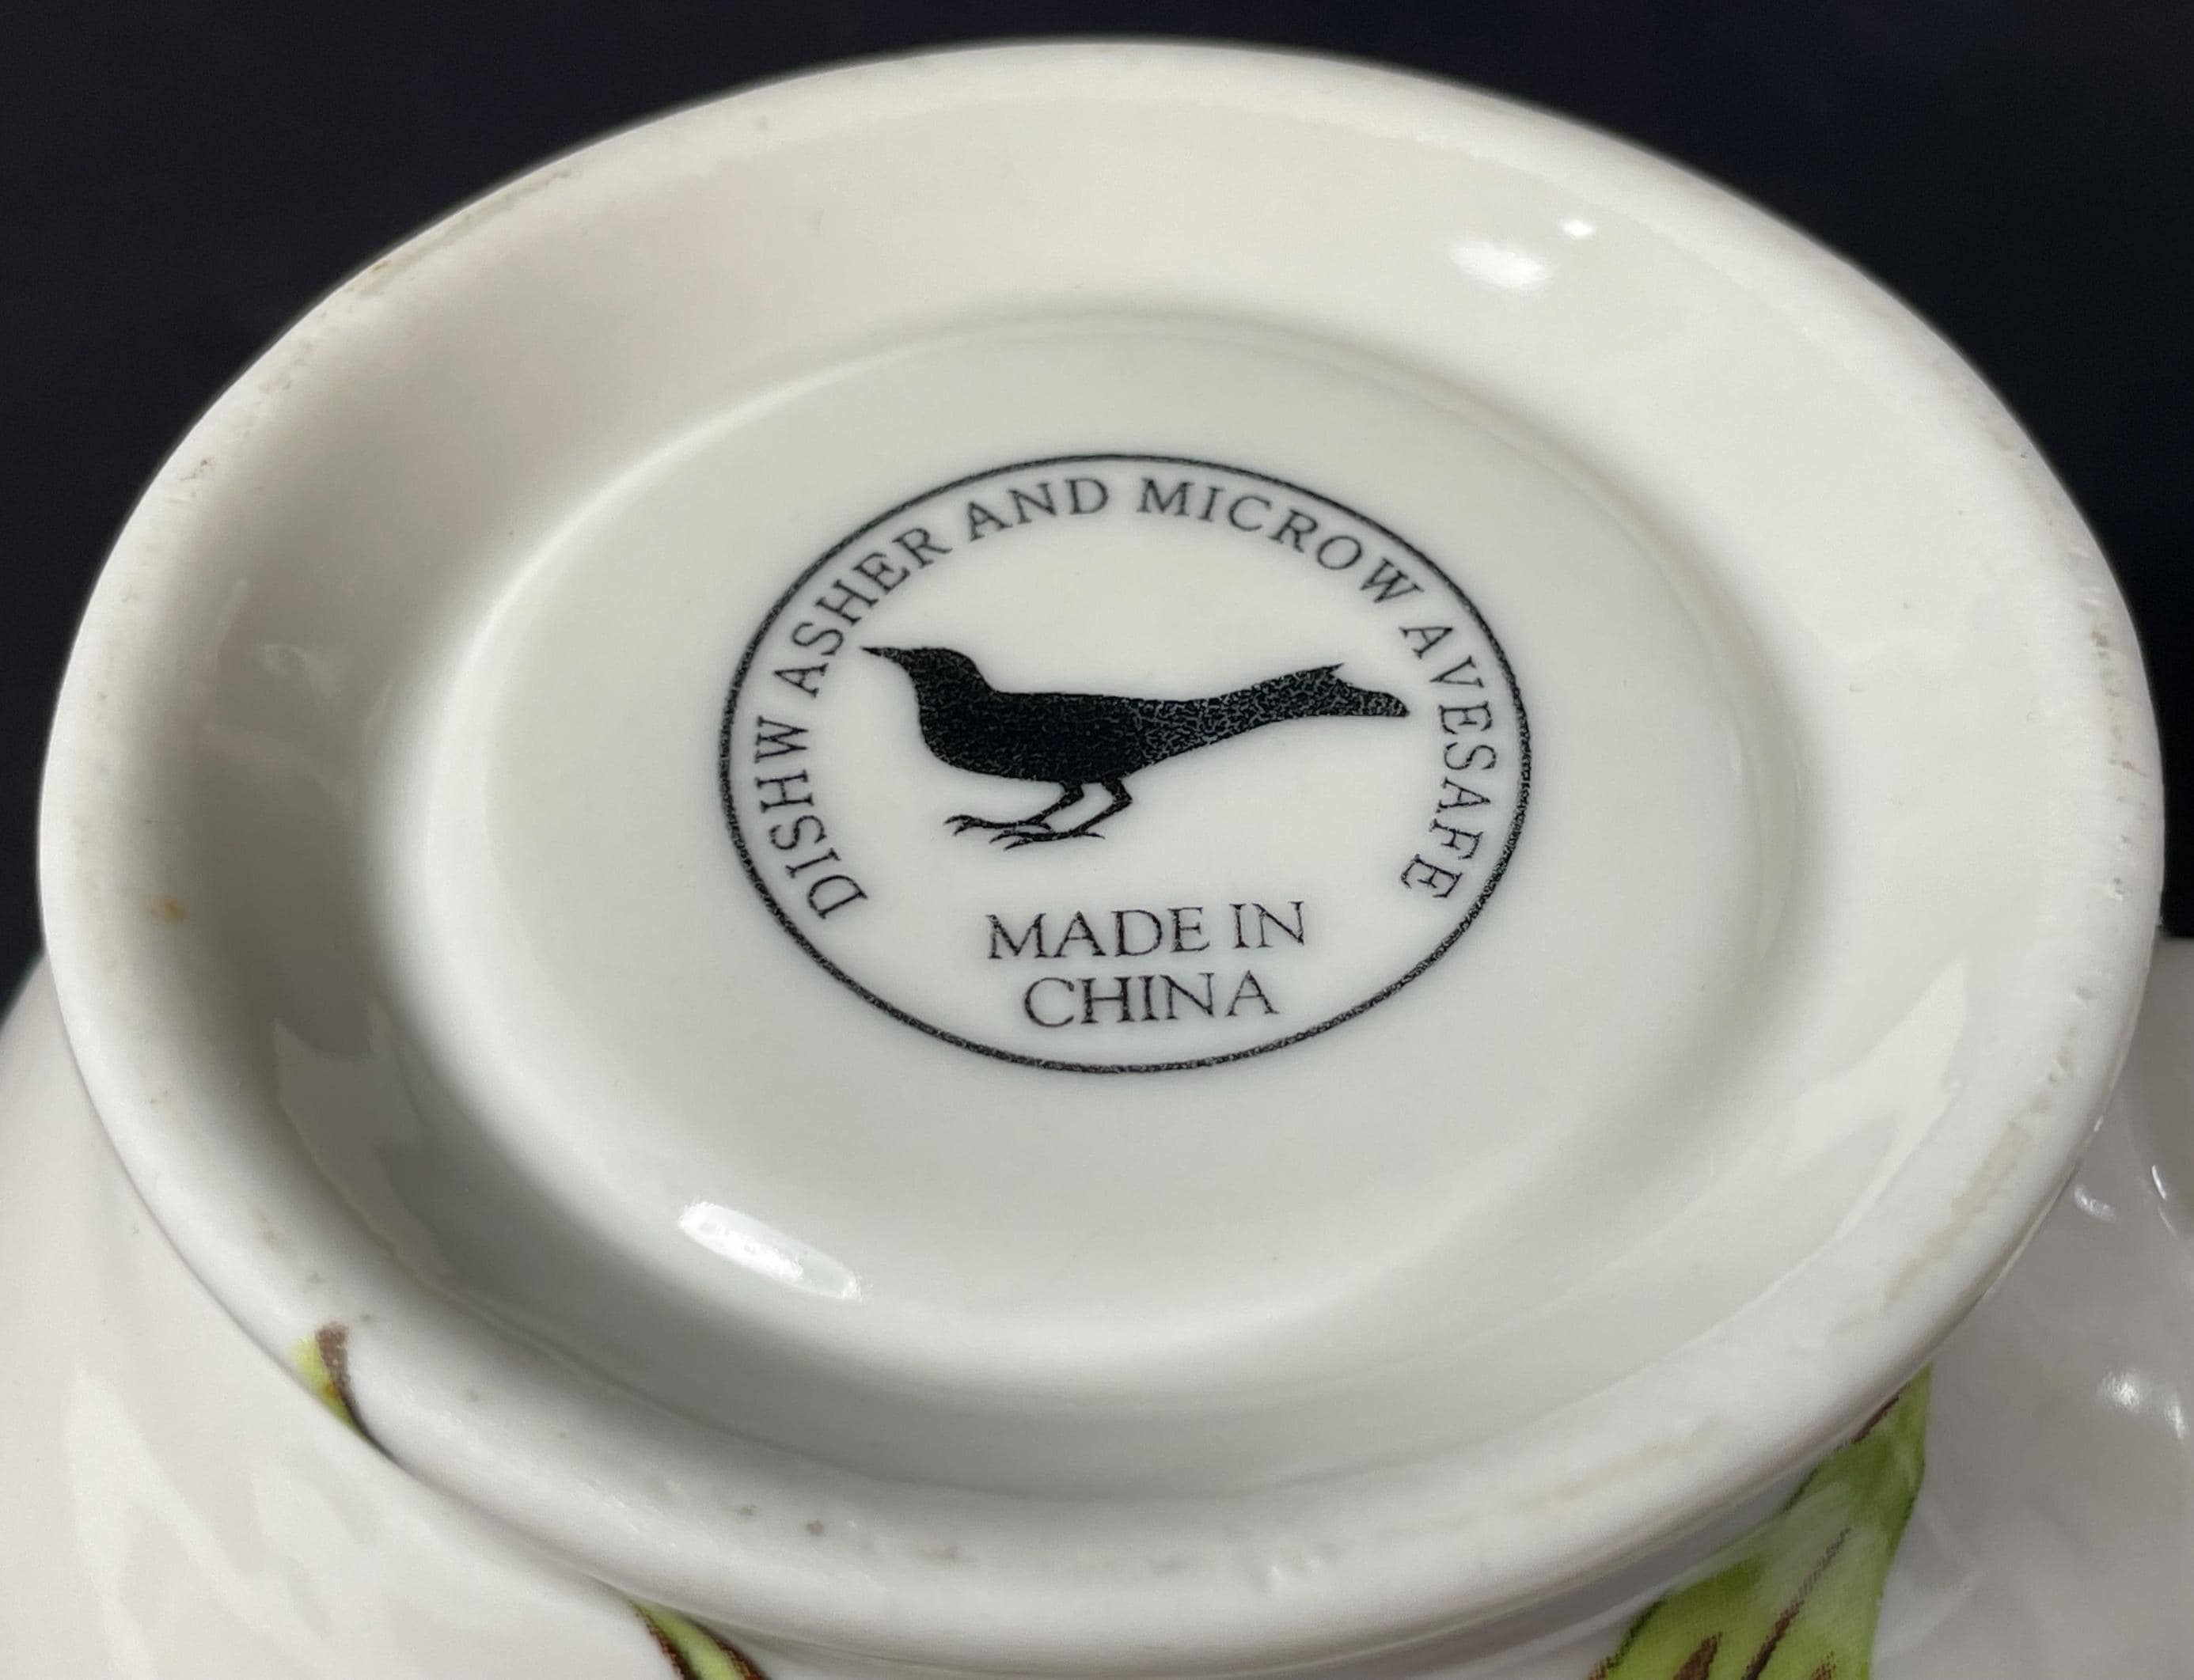 DISHW ASHER AND MICROW AVESAFE
MADE IN
CHINA